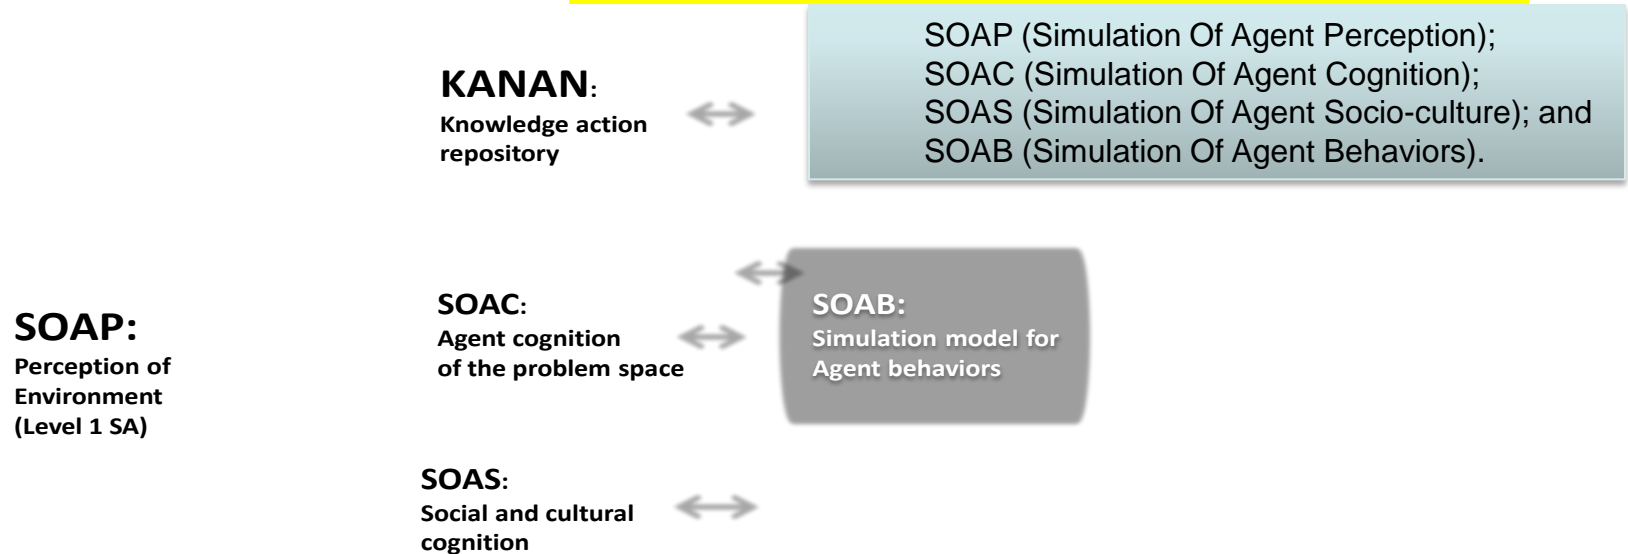 SOAP (Simulation Of Agent Perception);
SOAC (Simulation Of Agent Cognition);
SOAS (Simulation Of Agent Socio-culture); and
SOAB (Simulation Of Agent Behaviors).
KANAN:
Knowledge action
repository
SOAP:
Perception of
Environment
(Level 1 SA)
SOAC:
Agent cognition
of the problem space
SOAB:
Simulation model for
Agent behaviors
SOAS:
Social and cultural
cognition